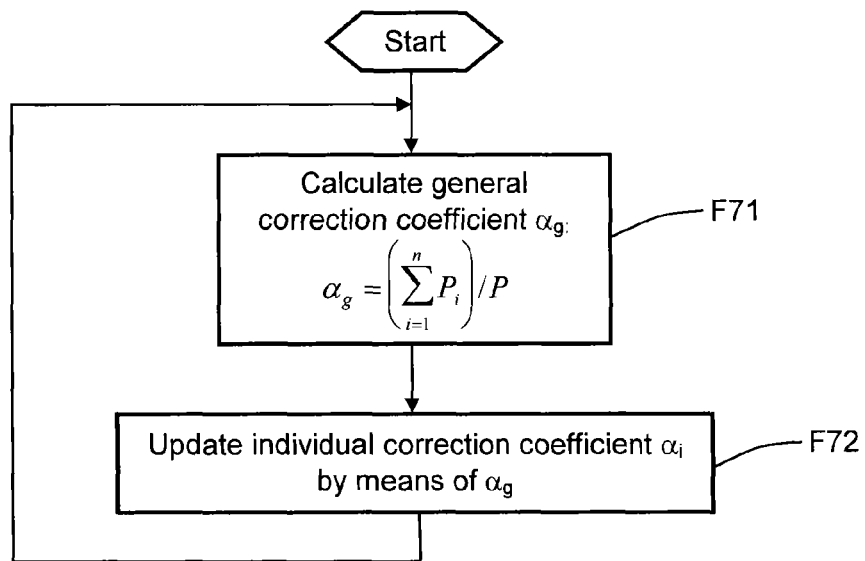 Start
Calculate general
correction coefficient αg:
αg = (∑i=1n Pi) / P
F71
Update individual correction coefficient αi
by means of αg
F72